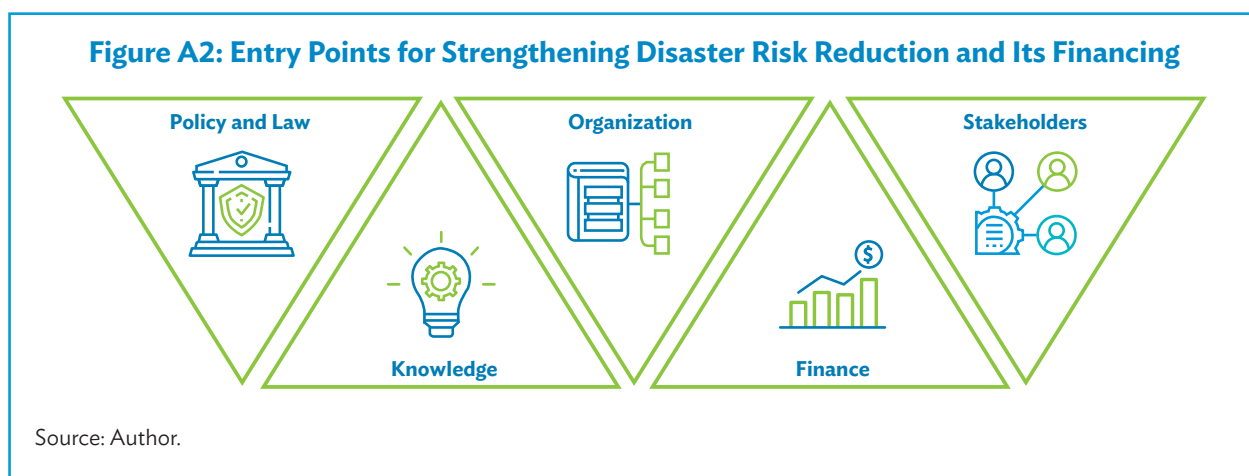 Figure A2: Entry Points for Strengthening Disaster Risk Reduction and Its Financing
Policy and Law
Organization
Stakeholders
$
Knowledge
Finance
Source: Author.